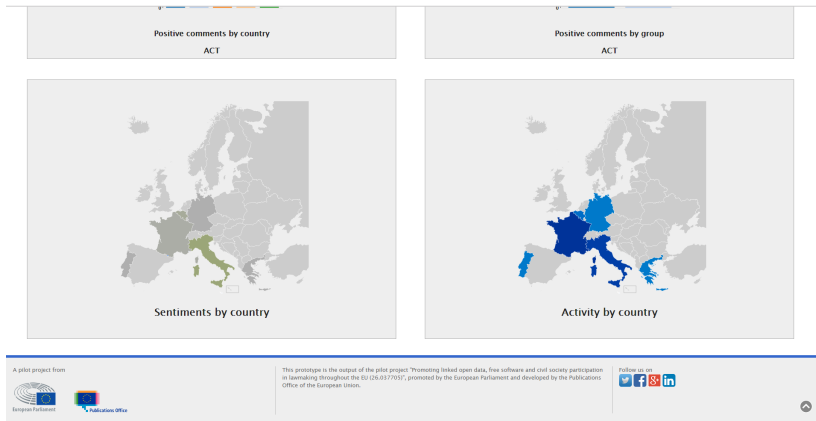 Positive comments by country
Positive comments by group
ACT
ACT
Sentiments by country
Activity by country
A pilot project from
European Parliament
Publications Office
This prototype is the output of the pilot project "Promoting linked open data, free software and civil society participation
in lawmaking throughout the EU (26.037705)", promoted by the European Parliament and developed by the Publications
Office of the European Union.
Follow us on